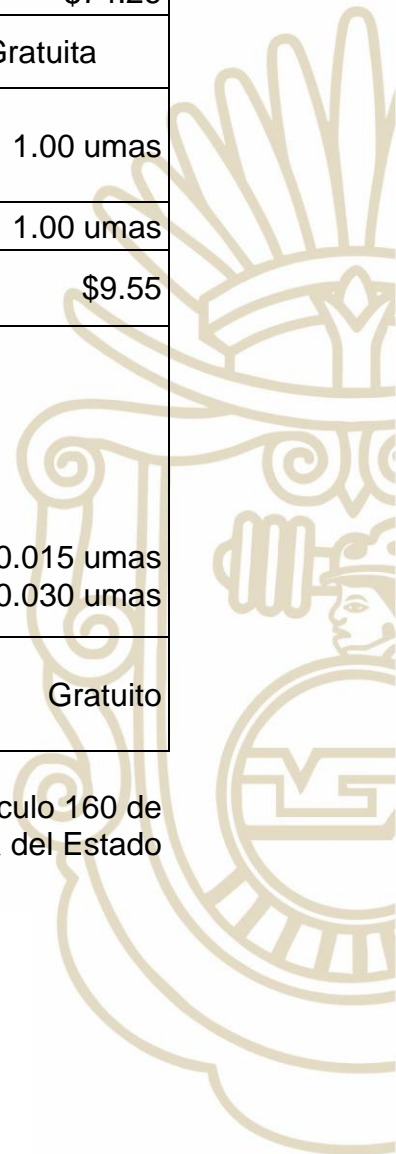 Gratuita
1.00 umas
1.00 umas
$9.55
0.015 umas
0.030 umas
Gratuito
culo 160 de
del Estado